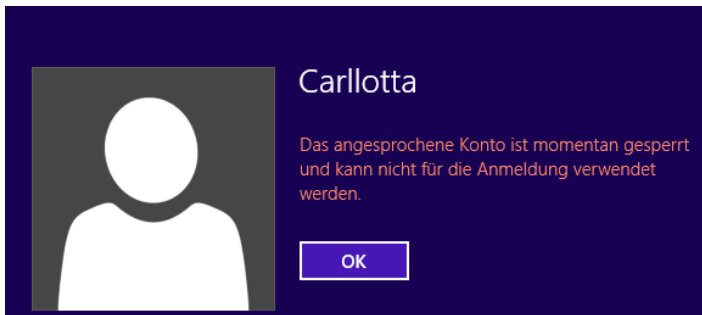 Carllotta
Das angesprochene Konto ist momentan gesperrt
und kann nicht für die Anmeldung verwendet
werden.
OK